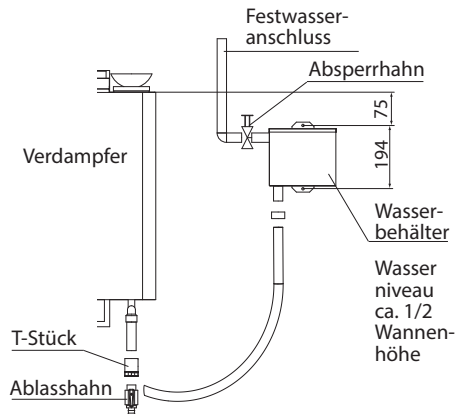 Festwasser-
anschluss
Absperrhahn
75
Verdampfer
194
Wasser-
behälter
Wasser
niveau
ca. 1/2
Wannen-
höhe
T-Stück
Ablasshahn